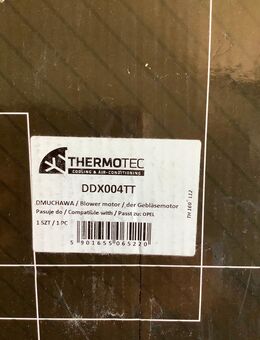 THERMOTEC
COOLING & AIR-CONDITIONING
DDX004TT
DMUCHAWA / Blower motor / der Gebläsemotor
Pasuje do / Compatible with / Passt zu: OPEL
1 SZT / 1 PC
5 901655 065220